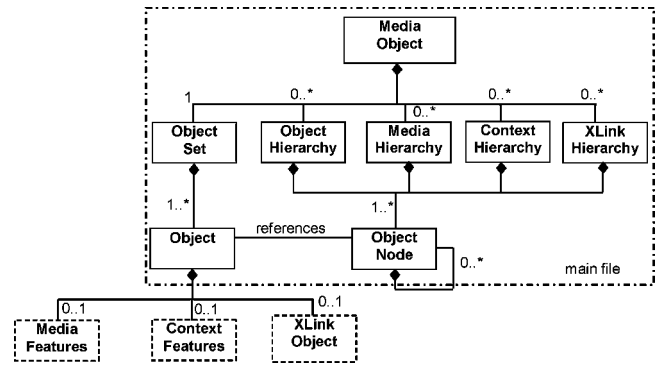 Media
Object
1
0..*
0..*
0..*
0..*
Object
Set
Object
Hierarchy
Media
Hierarchy
Context
Hierarchy
XLink
Hierarchy
1..*
1..*
Object
references
Object
Node
0..*
main file
0..1
0..1
0..1
Media
Features
Context
Features
XLink
Object